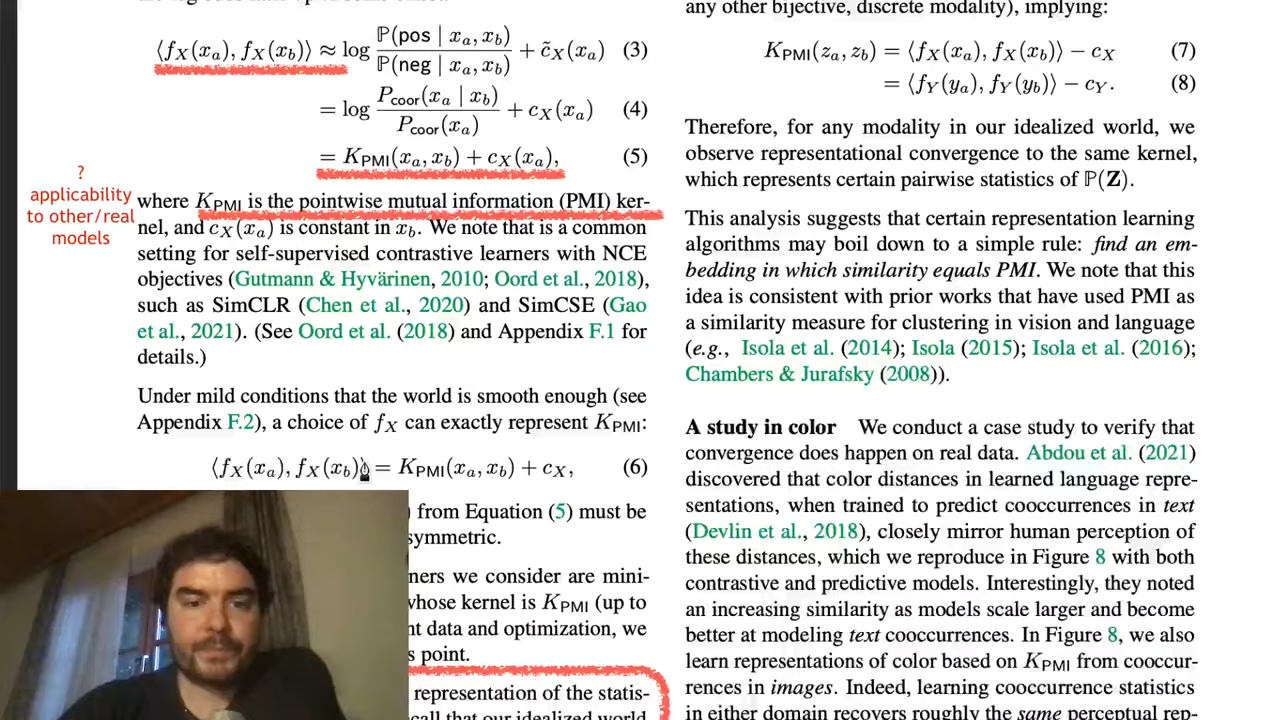 ⟨f_X(x_a), f_X(x_b)⟩ ≈ log P(pos | x_a, x_b) / P(neg | x_a, x_b) + c̃_X(x_a) (3)
= log P_coor(x_a | x_b) / P_coor(x_a) + c_X(x_a) (4)
= K_PMI(x_a, x_b) + c_X(x_a), (5)
?
applicability
to other/real
models
where K_PMI is the pointwise mutual information (PMI) ker-
nel, and c_X(x_a) is constant in x_b. We note that is a common
setting for self-supervised contrastive learners with NCE
objectives (Gutmann & Hyvärinen, 2010; Oord et al., 2018),
such as SimCLR (Chen et al., 2020) and SimCSE (Gao
et al., 2021). (See Oord et al. (2018) and Appendix F.1 for
details.)
Under mild conditions that the world is smooth enough (see
Appendix F.2), a choice of f_X can exactly represent K_PMI:
⟨f_X(x_a), f_X(x_b)⟩ = K_PMI(x_a, x_b) + c_X, (6)
from Equation (5) must be
symmetric.
ners we consider are mini-
whose kernel is K_PMI (up to
nt data and optimization, we
s point.
representation of the statis-
call that our idealized world
any other bijective, discrete modality), implying:
K_PMI(z_a, z_b) = ⟨f_X(x_a), f_X(x_b)⟩ − c_X (7)
= ⟨f_Y(y_a), f_Y(y_b)⟩ − c_Y. (8)
Therefore, for any modality in our idealized world, we
observe representational convergence to the same kernel,
which represents certain pairwise statistics of P(Z).
This analysis suggests that certain representation learning
algorithms may boil down to a simple rule: find an em-
bedding in which similarity equals PMI. We note that this
idea is consistent with prior works that have used PMI as
a similarity measure for clustering in vision and language
(e.g., Isola et al. (2014); Isola (2015); Isola et al. (2016);
Chambers & Jurafsky (2008)).
A study in color We conduct a case study to verify that
convergence does happen on real data. Abdou et al. (2021)
discovered that color distances in learned language repre-
sentations, when trained to predict cooccurrences in text
(Devlin et al., 2018), closely mirror human perception of
these distances, which we reproduce in Figure 8 with both
contrastive and predictive models. Interestingly, they noted
an increasing similarity as models scale larger and become
better at modeling text cooccurrences. In Figure 8, we also
learn representations of color based on K_PMI from cooccur-
rences in images. Indeed, learning cooccurrence statistics
in either domain recovers roughly the same perceptual rep-